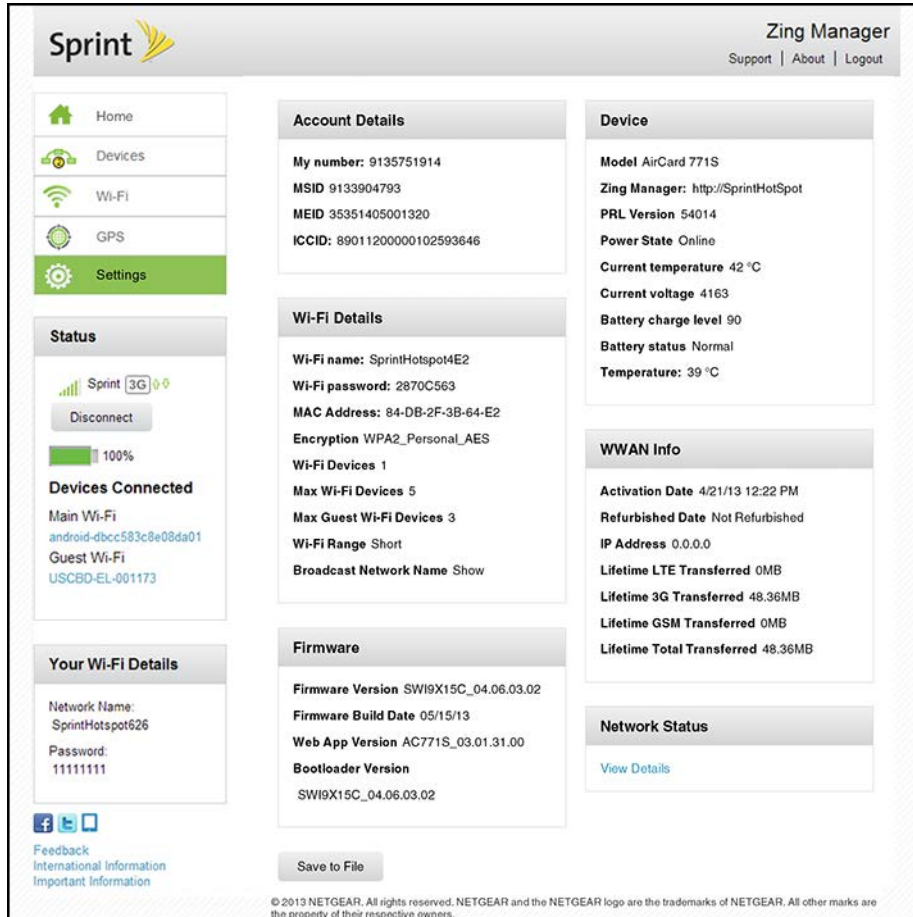 Sprint
Zing Manager
Support | About | Logout
Home
Devices
2
Wi-Fi
GPS
Settings
Status
Sprint 3G
Disconnect
100%
Devices Connected
Main Wi-Fi
android-dbcc583c8e08da01
Guest Wi-Fi
USCBD-EL-001173
Your Wi-Fi Details
Network Name:
SprintHotspot626
Password:
11111111
Feedback
International Information
Important Information
Account Details
My number: 9135751914
MSID 9133904793
MEID 35351405001320
ICCID: 89011200000102593646
Wi-Fi Details
Wi-Fi name: SprintHotspot4E2
Wi-Fi password: 2870C563
MAC Address: 84-DB-2F-3B-64-E2
Encryption WPA2_Personal_AES
Wi-Fi Devices 1
Max Wi-Fi Devices 5
Max Guest Wi-Fi Devices 3
Wi-Fi Range Short
Broadcast Network Name Show
Firmware
Firmware Version SWI9X15C_04.06.03.02
Firmware Build Date 05/15/13
Web App Version AC771S_03.01.31.00
Bootloader Version
SWI9X15C_04.06.03.02
Save to File
Device
Model AirCard 771S
Zing Manager: http://SprintHotSpot
PRL Version 54014
Power State Online
Current temperature 42 °C
Current voltage 4163
Battery charge level 90
Battery status Normal
Temperature: 39 °C
WWAN Info
Activation Date 4/21/13 12:22 PM
Refurbished Date Not Refurbished
IP Address 0.0.0.0
Lifetime LTE Transferred 0MB
Lifetime 3G Transferred 48.36MB
Lifetime GSM Transferred 0MB
Lifetime Total Transferred 48.36MB
Network Status
View Details
© 2013 NETGEAR. All rights reserved. NETGEAR and the NETGEAR logo are the trademarks of NETGEAR. All other marks are
the property of their respective owners.